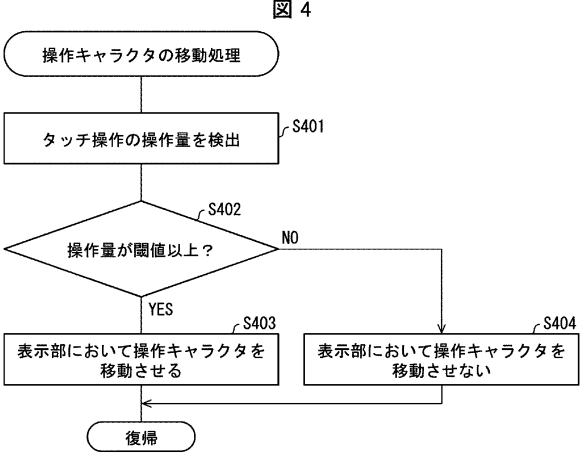 図 4
操作キャラクタの移動処理
タッチ操作の操作量を検出
S401
操作量が閾値以上？
S402
NO
YES
S403
表示部において操作キャラクタを
移動させる
S404
表示部において操作キャラクタを
移動させない
復帰